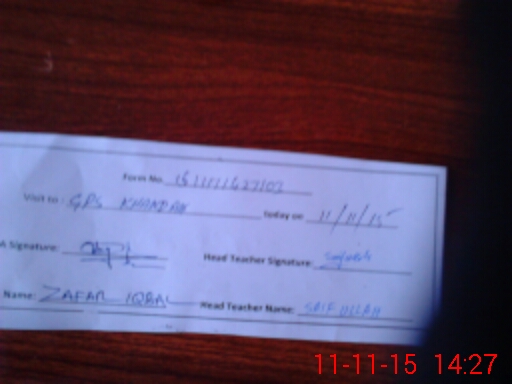 Form No. 151111627102
Visit to: GPS KHANDAN today on 11/11/15
A Signature: Head Teacher Signature:
Name: ZAFAR IQBAL Head Teacher Name: SAIF ULLAH
11-11-15 14:27